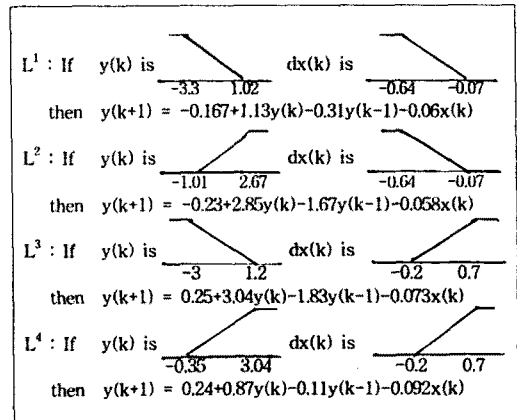 L¹ : If y(k) is dx(k) is
-3.3 1.02 -0.64 -0.07
then y(k+1) = -0.167+1.13y(k)-0.31y(k-1)-0.06x(k)
L² : If y(k) is dx(k) is
-1.01 2.67 -0.64 -0.07
then y(k+1) = -0.23+2.85y(k)-1.67y(k-1)-0.058x(k)
L³ : If y(k) is dx(k) is
-3 1.2 -0.2 0.7
then y(k+1) = 0.25+3.04y(k)-1.83y(k-1)-0.073x(k)
L⁴ : If y(k) is dx(k) is
-0.35 3.04 -0.2 0.7
then y(k+1) = 0.24+0.87y(k)-0.11y(k-1)-0.092x(k)